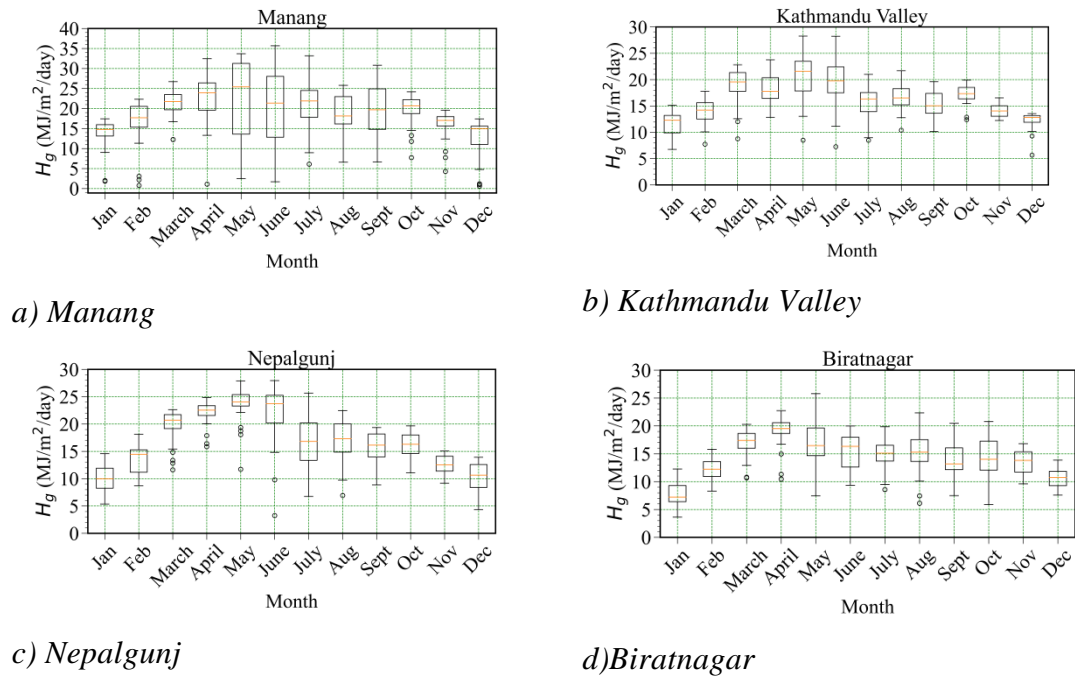 Manang
40
35
30
25
20
15
10
5
0
H_g (MJ/m²/day)
Jan Feb March April May June July Aug Sept Oct Nov Dec
Month
a) Manang
Kathmandu Valley
30
25
20
15
10
5
0
H_g (MJ/m²/day)
Jan Feb March April May June July Aug Sept Oct Nov Dec
Month
b) Kathmandu Valley
Nepalgunj
30
25
20
15
10
5
0
H_g (MJ/m²/day)
Jan Feb March April May June July Aug Sept Oct Nov Dec
Month
c) Nepalgunj
Biratnagar
30
25
20
15
10
5
0
H_g (MJ/m²/day)
Jan Feb March April May June July Aug Sept Oct Nov Dec
Month
d)Biratnagar